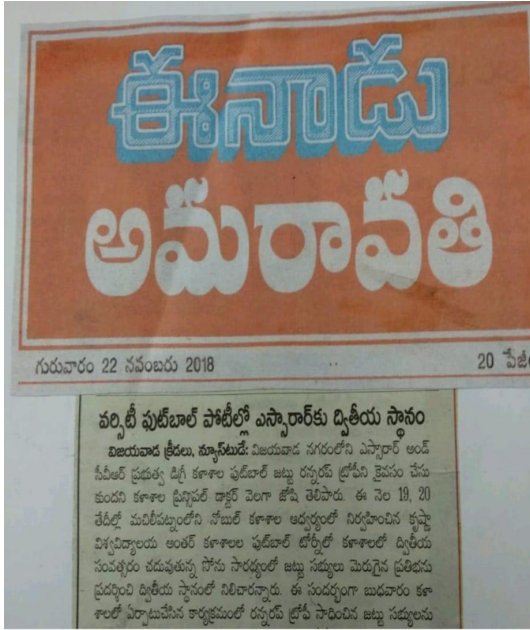 ఈనాడు
అమరావతి
గురువారం 22 నవంబరు 2018
20 పేజీ
వర్సిటీ ఫుట్‌బాల్ పోటీల్లో ఎస్సారార్‌కు ద్వితీయ స్థానం
విజయవాడ క్రీడలు, న్యూస్‌టుడే: విజయవాడ నగరంలోని ఎస్సారార్ అండ్
సీవీఆర్ ప్రభుత్వ డిగ్రీ కళాశాల ఫుట్‌బాల్ జట్టు రన్నరప్ ట్రోఫీని కైవసం చేసు
కుందని కళాశాల ప్రిన్సిపల్ డాక్టర్ వెలగా జోషి తెలిపారు. ఈ నెల 19, 20
తేదీల్లో మచిలీపట్నంలోని నోబుల్ కళాశాల ఆధ్వర్యంలో నిర్వహించిన కృష్ణా
విశ్వవిద్యాలయ అంతర్ కళాశాలల ఫుట్‌బాల్ టోర్నీలో కళాశాలలో ద్వితీయ
సంవత్సరం చదువుతున్న సోను సారథ్యంలో జట్టు సభ్యులు మెరుగైన ప్రతిభను
ప్రదర్శించి ద్వితీయ స్థానంలో నిలిచారన్నారు. ఈ సందర్భంగా బుధవారం కళా
శాలలో ఏర్పాటుచేసిన కార్యక్రమంలో రన్నరప్ ట్రోఫీ సాధించిన జట్టు సభ్యులను